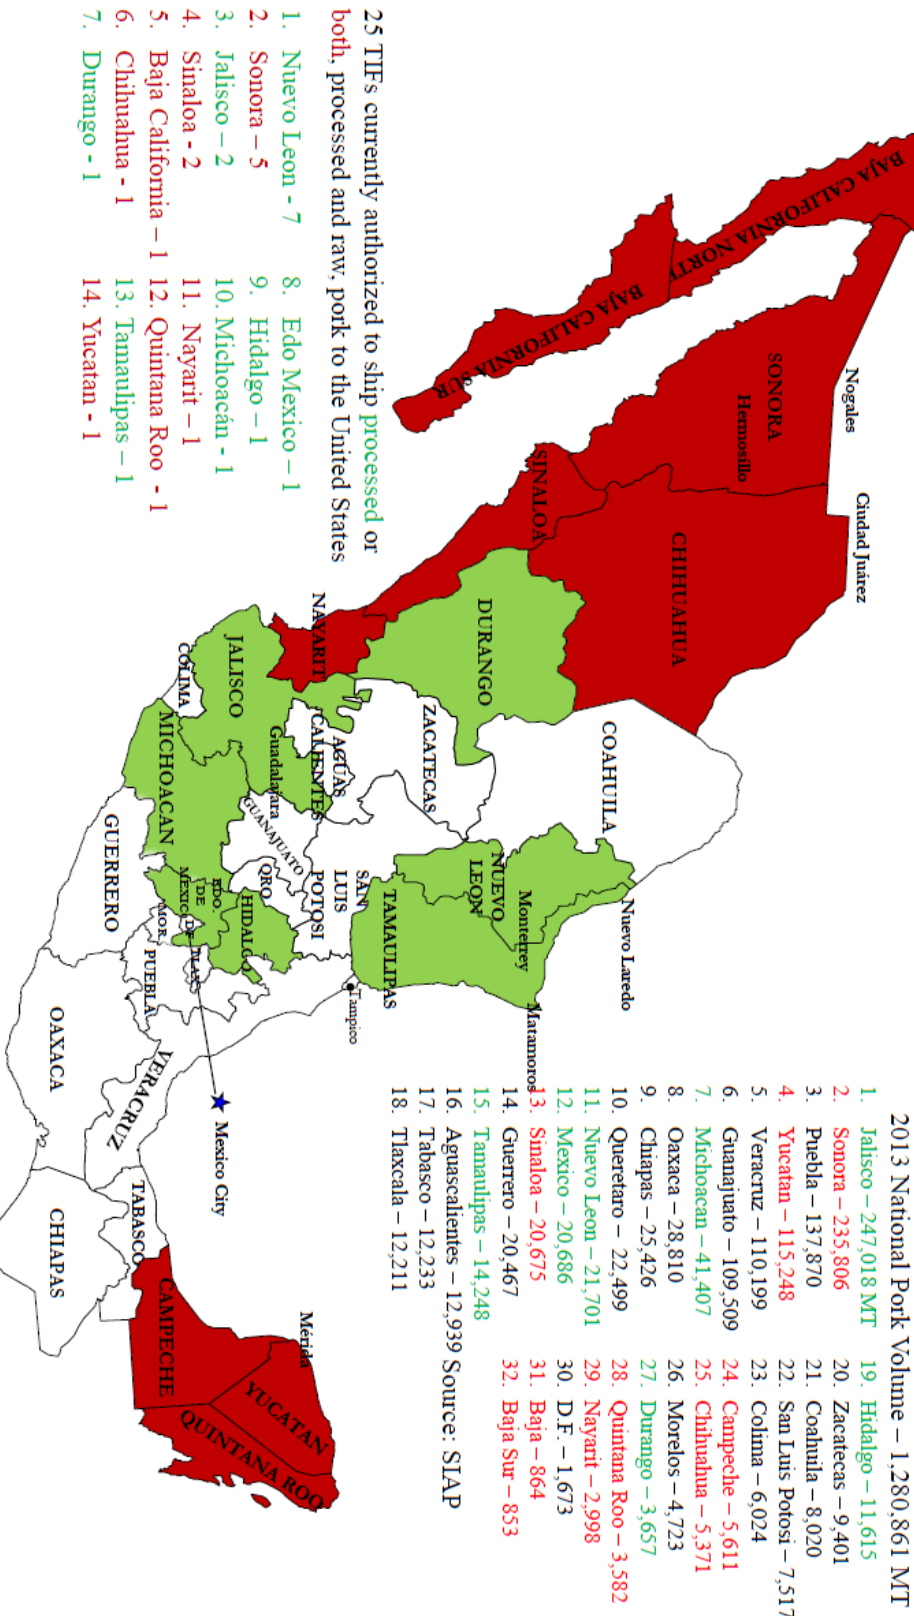 2013 National Pork Volume – 1,280,861 MT
1. Jalisco – 247,018 MT
2. Sonora – 235,806
3. Puebla – 137,870
4. Yucatan – 115,248
5. Veracruz – 110,199
6. Guanajuato – 109,509
7. Michoacan – 41,407
8. Oaxaca – 28,810
9. Chiapas – 25,426
10. Queretaro – 22,499
11. Nuevo Leon – 21,701
12. Mexico – 20,686
13. Sinaloa – 20,675
14. Guerrero – 20,467
15. Tamaulipas – 14,248
16. Aguascalientes – 12,939
17. Tabasco – 12,233
18. Tlaxcala – 12,211
19. Hidalgo – 11,615
20. Zacatecas – 9,401
21. Coahuila – 8,020
22. San Luis Potosi – 7,517
23. Colima – 6,024
24. Campeche – 5,611
25. Chihuahua – 5,371
26. Morelos – 4,723
27. Durango – 3,657
28. Quintana Roo – 3,582
29. Nayarit – 2,998
30. D.F. – 1,673
31. Baja – 864
32. Baja Sur – 853
Source: SIAP
BAJA CALIFORNIA NORTE
BAJA CALIFORNIA SUR
Nogales
SONORA
Hermosillo
Ciudad Juárez
CHIHUAHUA
SINALOA
DURANGO
COAHUILA
Nuevo Laredo
NUEVO
LEON
Monterrey
Matamoros
TAMAULIPAS
Tampico
ZACATECAS
NAYARIT
AGUAS
CALIENTES
SAN
LUIS
POTOSI
JALISCO
Guadalajara
GUANAJUATO
QRO
HIDALGO
COLIMA
MICHOACAN
EDO.
DE
MEXICO
DF
TLAX
MOR.
PUEBLA
Mexico City
GUERRERO
OAXACA
VERACRUZ
TABASCO
CHIAPAS
CAMPECHE
Mérida
YUCATAN
QUINTANA ROO
25 TIFs currently authorized to ship processed or
both, processed and raw, pork to the United States
1. Nuevo Leon - 7
2. Sonora – 5
3. Jalisco – 2
4. Sinaloa - 2
5. Baja California – 1
6. Chihuahua - 1
7. Durango - 1
8. Edo Mexico – 1
9. Hidalgo – 1
10. Michoacán - 1
11. Nayarit – 1
12. Quintana Roo - 1
13. Tamaulipas – 1
14. Yucatan - 1